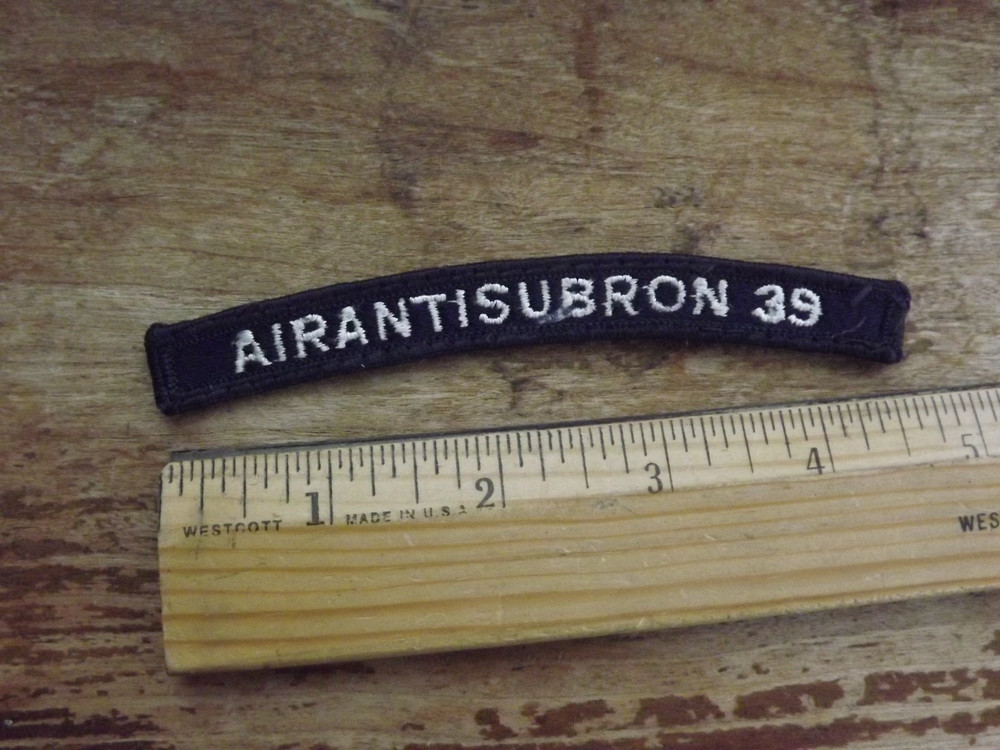 AIRANTISUBRON 39
1 2 3 4 5
WESTCOTT MADE IN U.S.A
WES